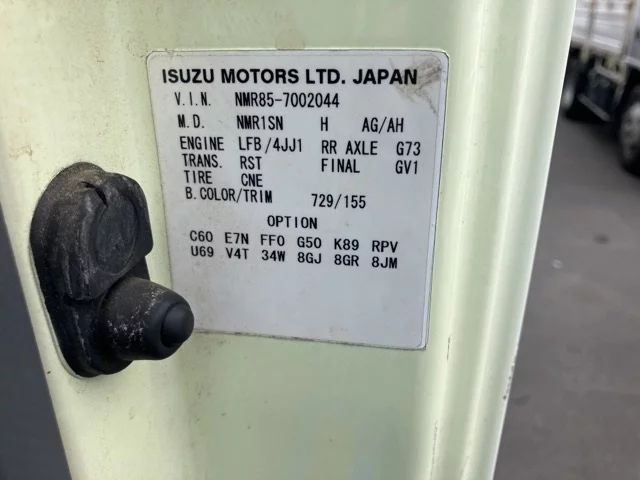 ISUZU MOTORS LTD. JAPAN
V.I.N. NMR85-7002044
M.D. NMR1SN H AG/AH
ENGINE LFB/4JJ1 RR AXLE G73
TRANS. RST FINAL GV1
TIRE CNE
B.COLOR/TRIM 729/155
OPTION
C60 E7N FF0 G50 K89 RPV
U69 V4T 34W 8GJ 8GR 8JM